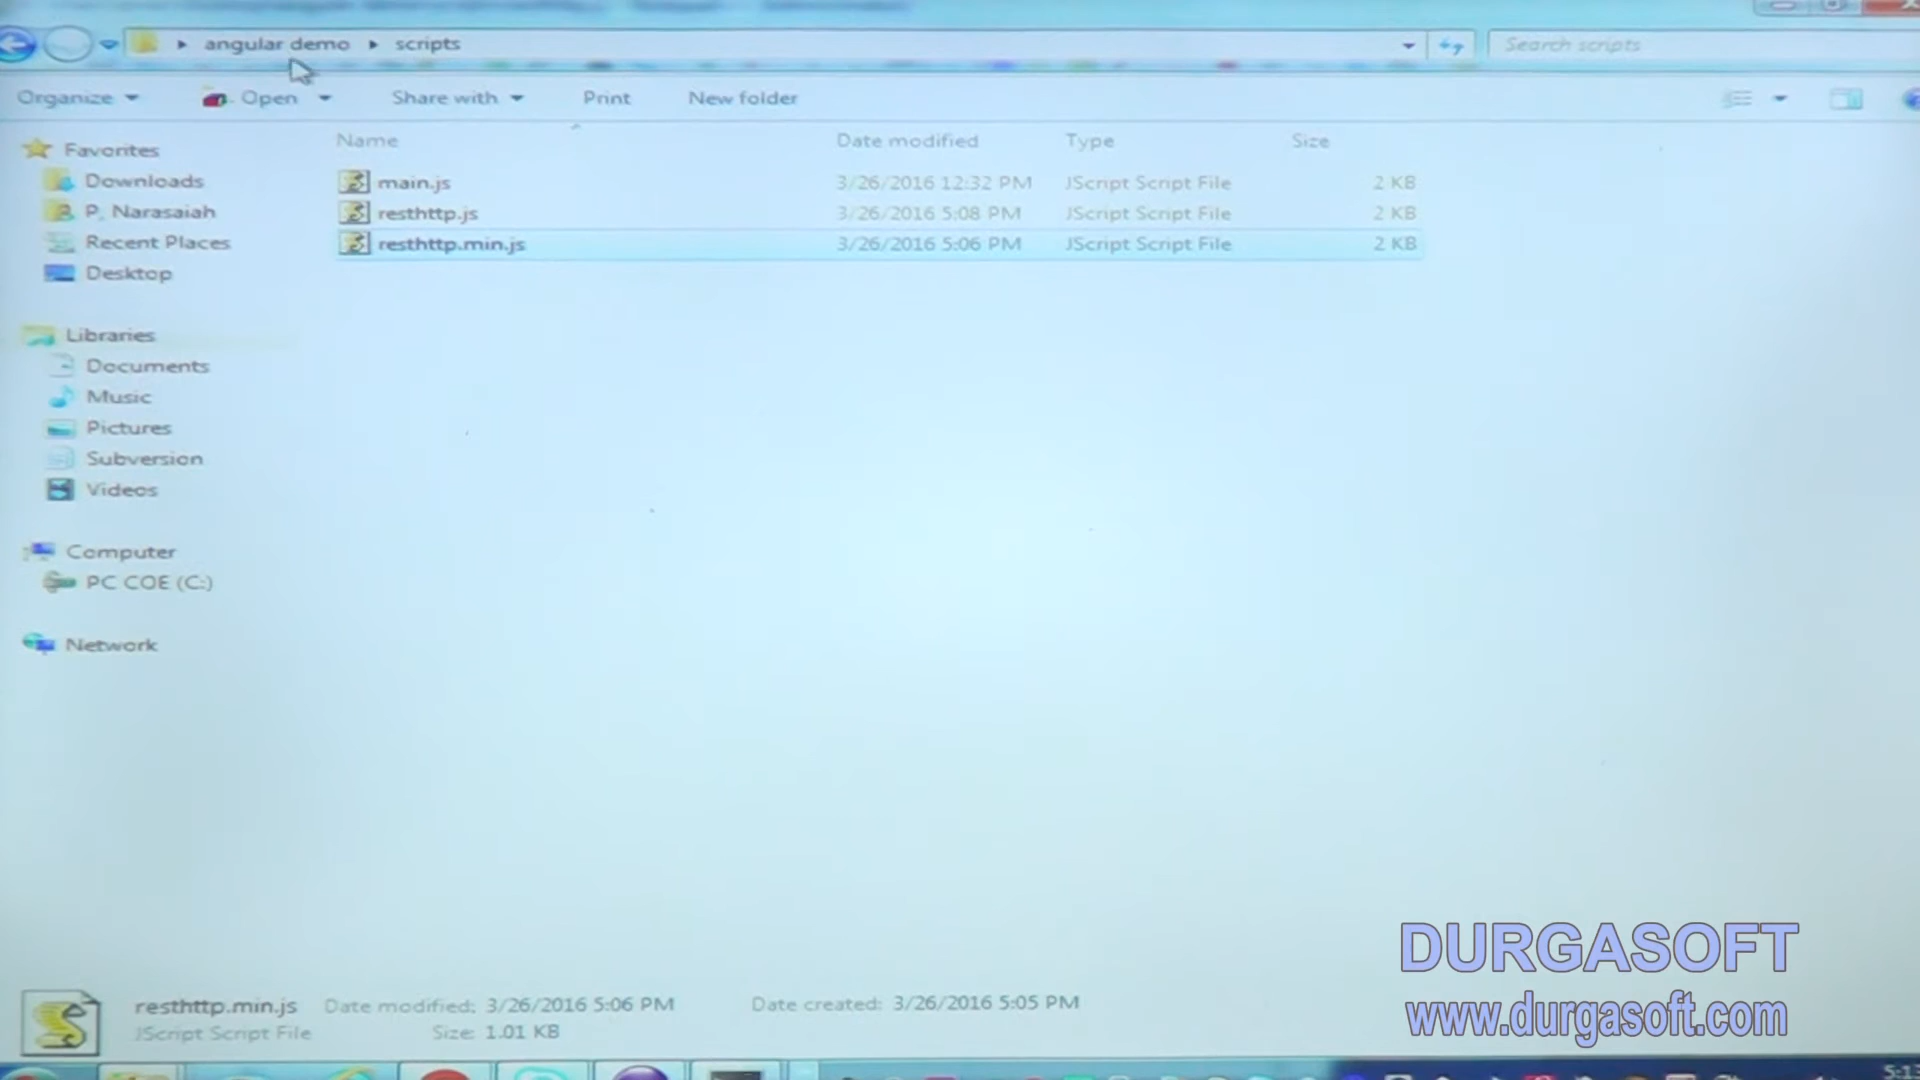 angular demo scripts Search scripts
Organize Open Share with Print New folder
Name Date modified Type Size
Favorites
Downloads
P. Narasaiah
Recent Places
Desktop
Libraries
Documents
Music
Pictures
Subversion
Videos
Computer
PC COE (C:)
Network
main.js 3/26/2016 12:32 PM JScript Script File 2 KB
resthttp.js 3/26/2016 5:08 PM JScript Script File 2 KB
resthttp.min.js 3/26/2016 5:06 PM JScript Script File 2 KB
resthttp.min.js Date modified: 3/26/2016 5:06 PM Date created: 3/26/2016 5:05 PM
JScript Script File Size: 1.01 KB
DURGASOFT
www.durgasoft.com